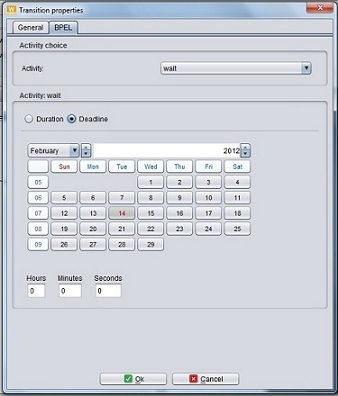 Transition properties
General BPEL
Activity choice
Activity: wait
Activity: wait
Duration Deadline
February 2012
Sun Mon Tue Wed Thu Fri Sat
05 1 2 3 4
06 5 6 7 8 9 10 11
07 12 13 14 15 16 17 18
08 19 20 21 22 23 24 25
09 26 27 28 29
Hours Minutes Seconds
0 0 0
Ok Cancel